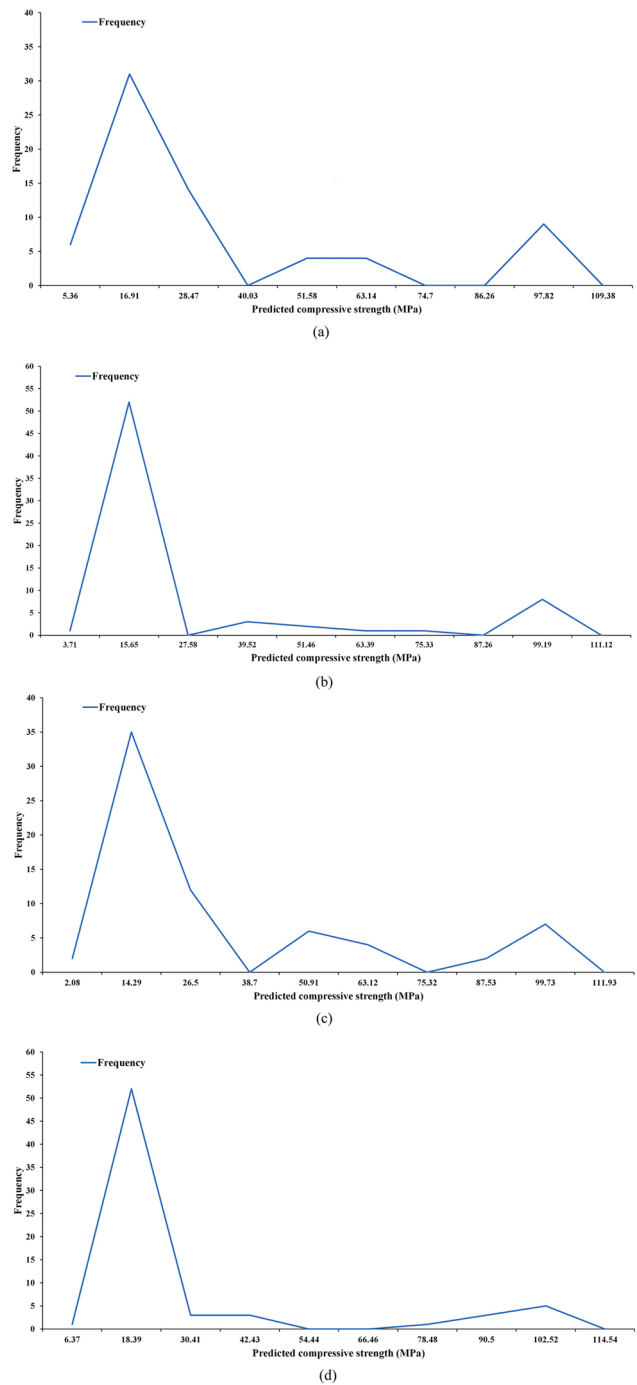 Frequency
40
35
30
25
20
15
10
5
0
Frequency
5.36 16.91 28.47 40.03 51.58 63.14 74.7 86.26 97.82 109.38
Predicted compressive strength (MPa)
(a)
Frequency
60
55
50
45
40
35
30
25
20
15
10
5
0
Frequency
3.71 15.65 27.58 39.52 51.46 63.39 75.33 87.26 99.19 111.12
Predicted compressive strength (MPa)
(b)
Frequency
40
35
30
25
20
15
10
5
0
Frequency
2.08 14.29 26.5 38.7 50.91 63.12 75.32 87.53 99.73 111.93
Predicted compressive strength (MPa)
(c)
Frequency
60
55
50
45
40
35
30
25
20
15
10
5
0
Frequency
6.37 18.39 30.41 42.43 54.44 66.46 78.48 90.5 102.52 114.54
Predicted compressive strength (MPa)
(d)